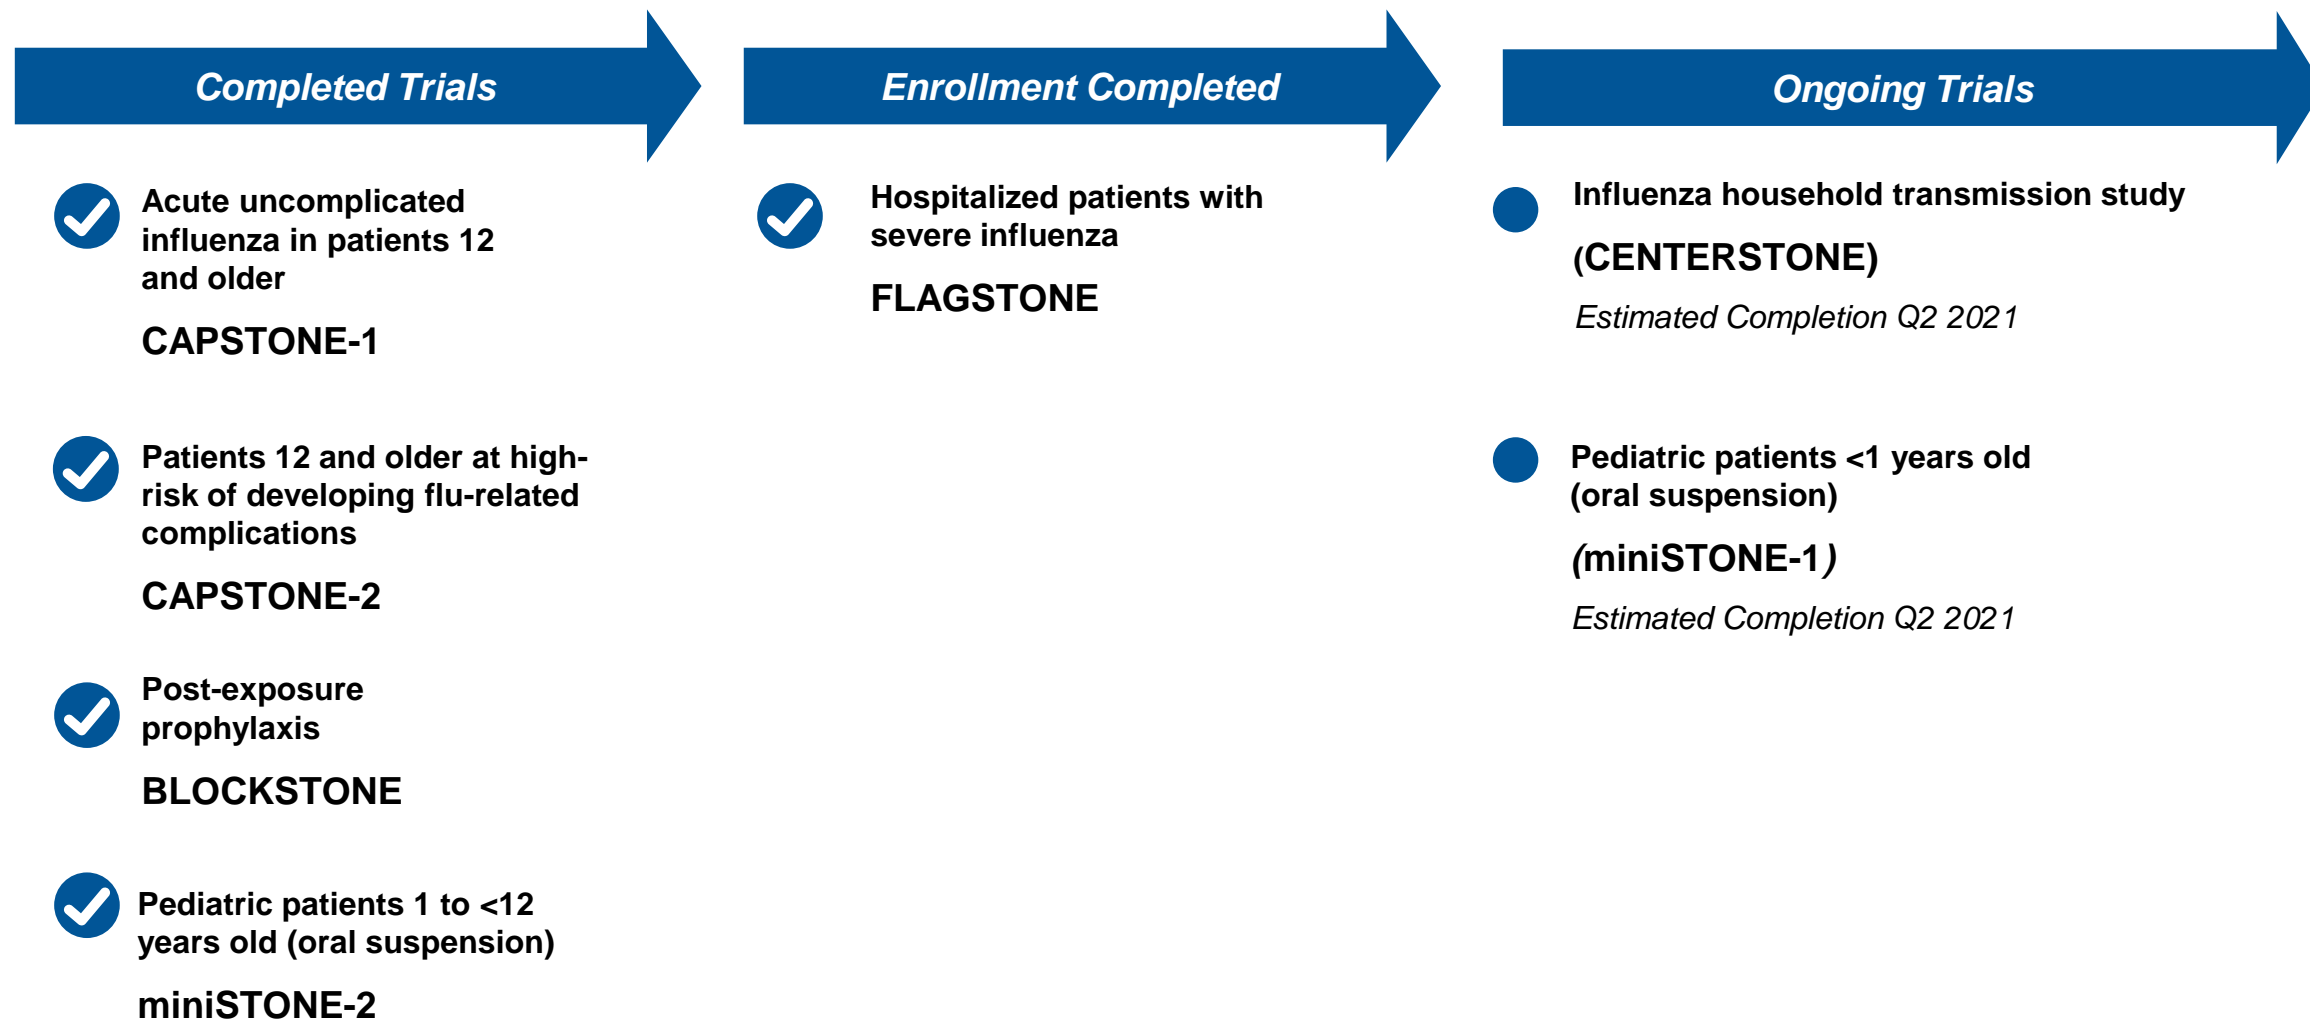 Completed Trials
Acute uncomplicated
influenza in patients 12
and older
CAPSTONE-1
Patients 12 and older at high-
risk of developing flu-related
complications
CAPSTONE-2
Post-exposure
prophylaxis
BLOCKSTONE
Pediatric patients 1 to <12
years old (oral suspension)
miniSTONE-2
Enrollment Completed
Hospitalized patients with
severe influenza
FLAGSTONE
Ongoing Trials
Influenza household transmission study
(CENTERSTONE)
Estimated Completion Q2 2021
Pediatric patients <1 years old
(oral suspension)
(miniSTONE-1)
Estimated Completion Q2 2021